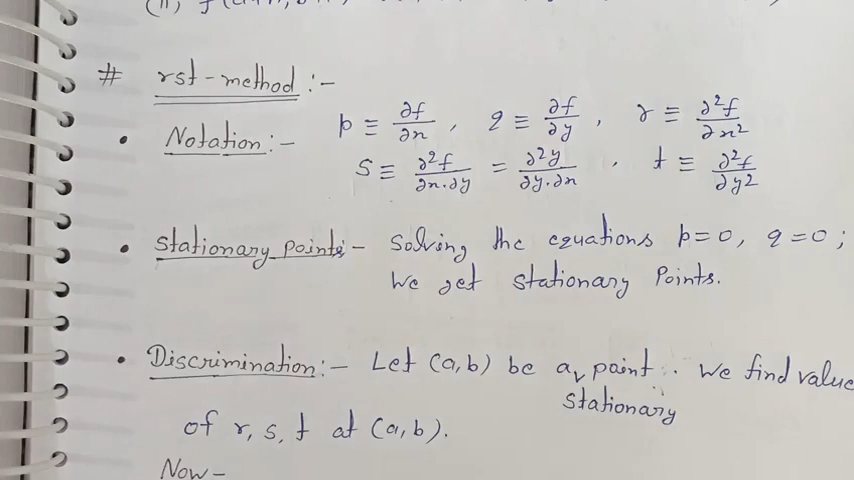 # rst-method :-
• Notation :- p ≡ ∂f/∂x , q ≡ ∂f/∂y , r ≡ ∂²f/∂x²
s ≡ ∂²f/∂x.∂y = ∂²y/∂y.∂x , t ≡ ∂²f/∂y²
• Stationary points :- Solving the equations p=0, q=0 ;
We get stationary Points.
• Discrimination :- Let (a,b) be a stationary point. We find value
of r, s, t at (a,b).
Now -